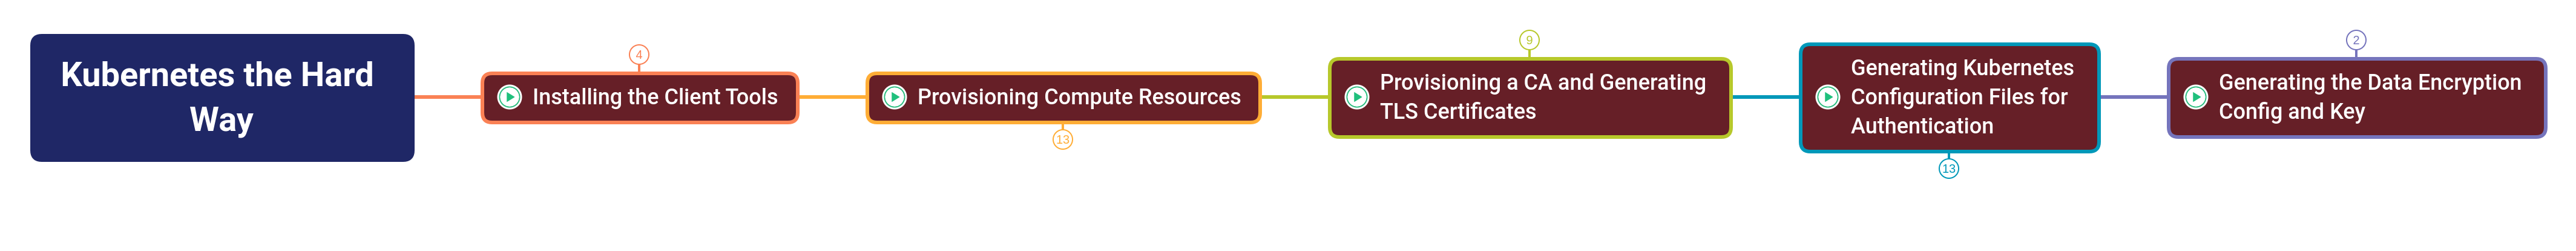 Kubernetes the Hard
Way
4
Installing the Client Tools
Provisioning Compute Resources
13
9
Provisioning a CA and Generating
TLS Certificates
Generating Kubernetes
Configuration Files for
Authentication
13
2
Generating the Data Encryption
Config and Key